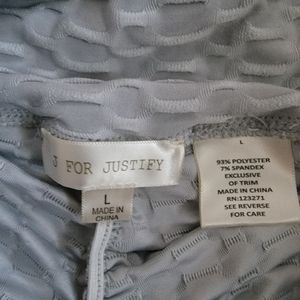 J FOR JUSTIFY
L
MADE IN
CHINA
L
93% POLYESTER
7% SPANDEX
EXCLUSIVE
OF TRIM
MADE IN CHINA
RN:123271
SEE REVERSE
FOR CARE